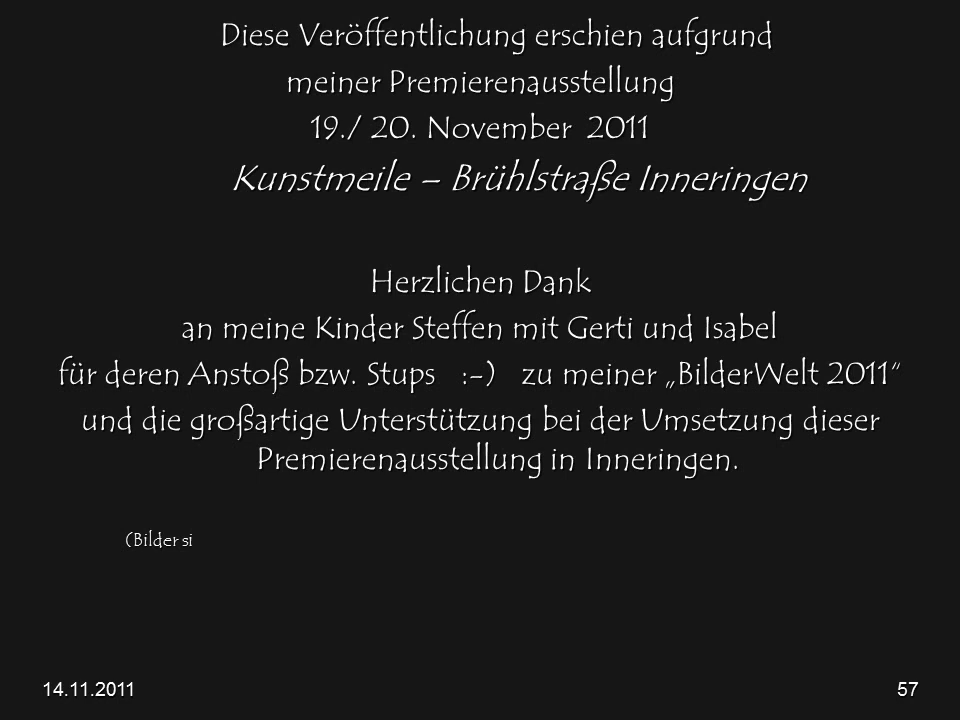 Diese Veröffentlichung erschien aufgrund
meiner Premierenausstellung
19./ 20. November 2011
Kunstmeile – Brühlstraße Inneringen
Herzlichen Dank
an meine Kinder Steffen mit Gerti und Isabel
für deren Anstoß bzw. Stups :-) zu meiner „BilderWelt 2011“
und die großartige Unterstützung bei der Umsetzung dieser
Premierenausstellung in Inneringen.
(Bilder si
14.11.2011 57